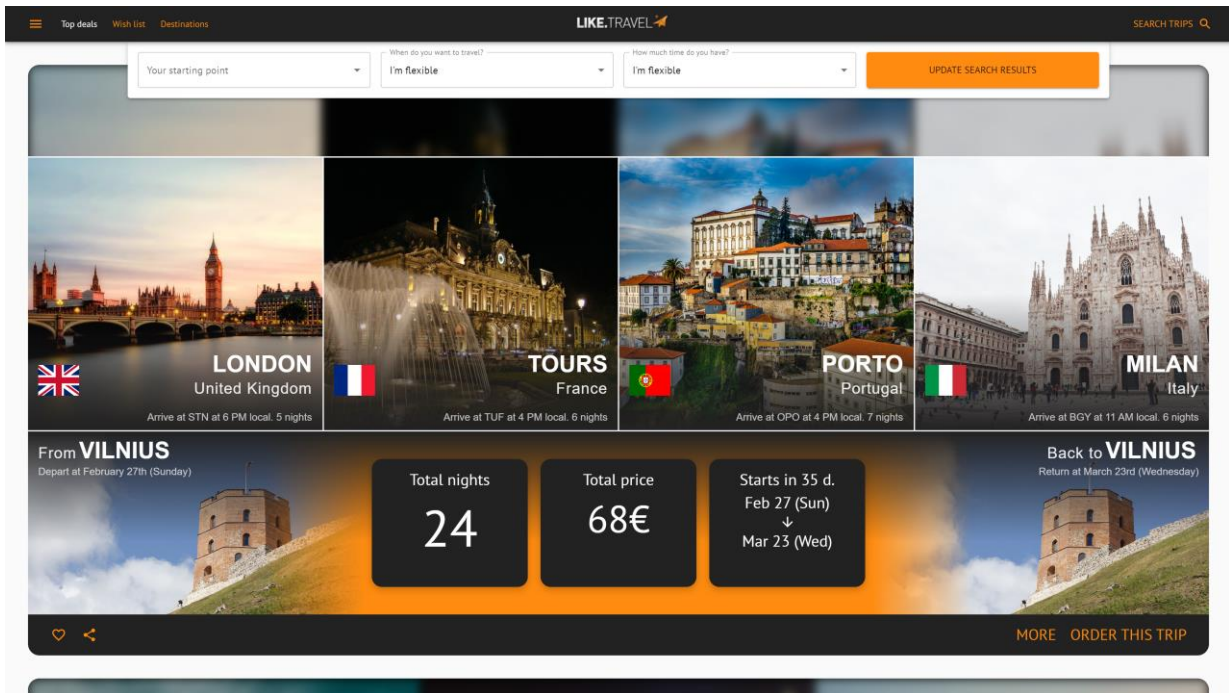 Top deals Wish list Destinations LIKE.TRAVEL SEARCH TRIPS
Your starting point
When do you want to travel?
I'm flexible
How much time do you have?
I'm flexible
UPDATE SEARCH RESULTS
LONDON
United Kingdom
Arrive at STN at 6 PM local. 5 nights
TOURS
France
Arrive at TUF at 4 PM local. 6 nights
PORTO
Portugal
Arrive at OPO at 4 PM local. 7 nights
MILAN
Italy
Arrive at BGY at 11 AM local. 6 nights
From VILNIUS
Depart at February 27th (Sunday)
Total nights
24
Total price
68€
Starts in 35 d.
Feb 27 (Sun)
↓
Mar 23 (Wed)
Back to VILNIUS
Return at March 23rd (Wednesday)
MORE ORDER THIS TRIP